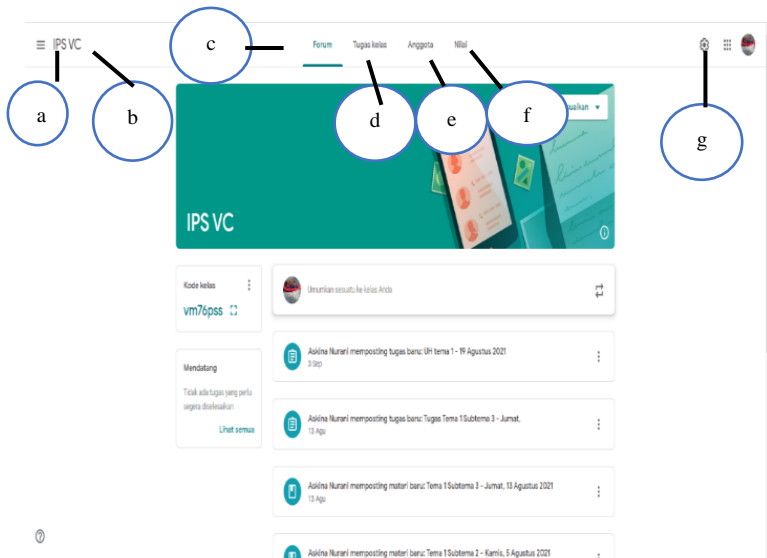 IPS VC
Forum Tugas kelas Anggota Nilai
a
b
c
d
e
f
g
suaikan
IPS VC
Kode kelas
vm76pss
Umumkan sesuatu ke kelas Anda
Mendatang
Tidak ada tugas yang perlu
segera diselesaikan
Lihat semua
Askina Nurani memposting tugas baru: UH tema 1 - 19 Agustus 2021
3 Sep
Askina Nurani memposting tugas baru: Tugas Tema 1 Subtema 3 - Jumat,
13 Agu
Askina Nurani memposting materi baru: Tema 1 Subtema 3 - Jumat, 13 Agustus 2021
13 Agu
Askina Nurani memposting materi baru: Tema 1 Subtema 2 - Kamis, 5 Agustus 2021